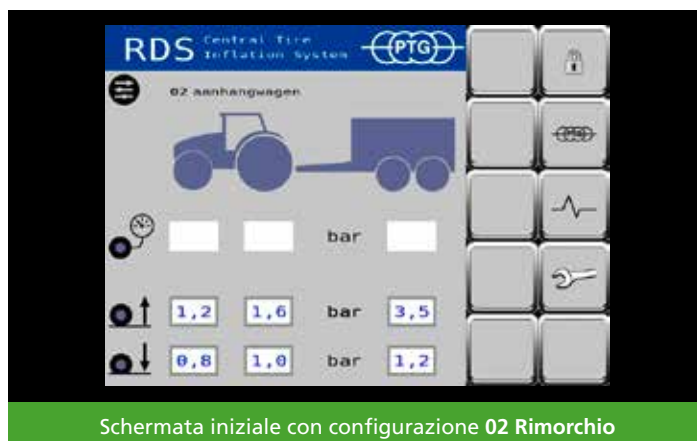 RDS Central Tire Inflation System PTG
02 aanhangwagen
bar
1,2 1,6 bar 3,5
0,8 1,0 bar 1,2
PTG
Schermata iniziale con configurazione 02 Rimorchio